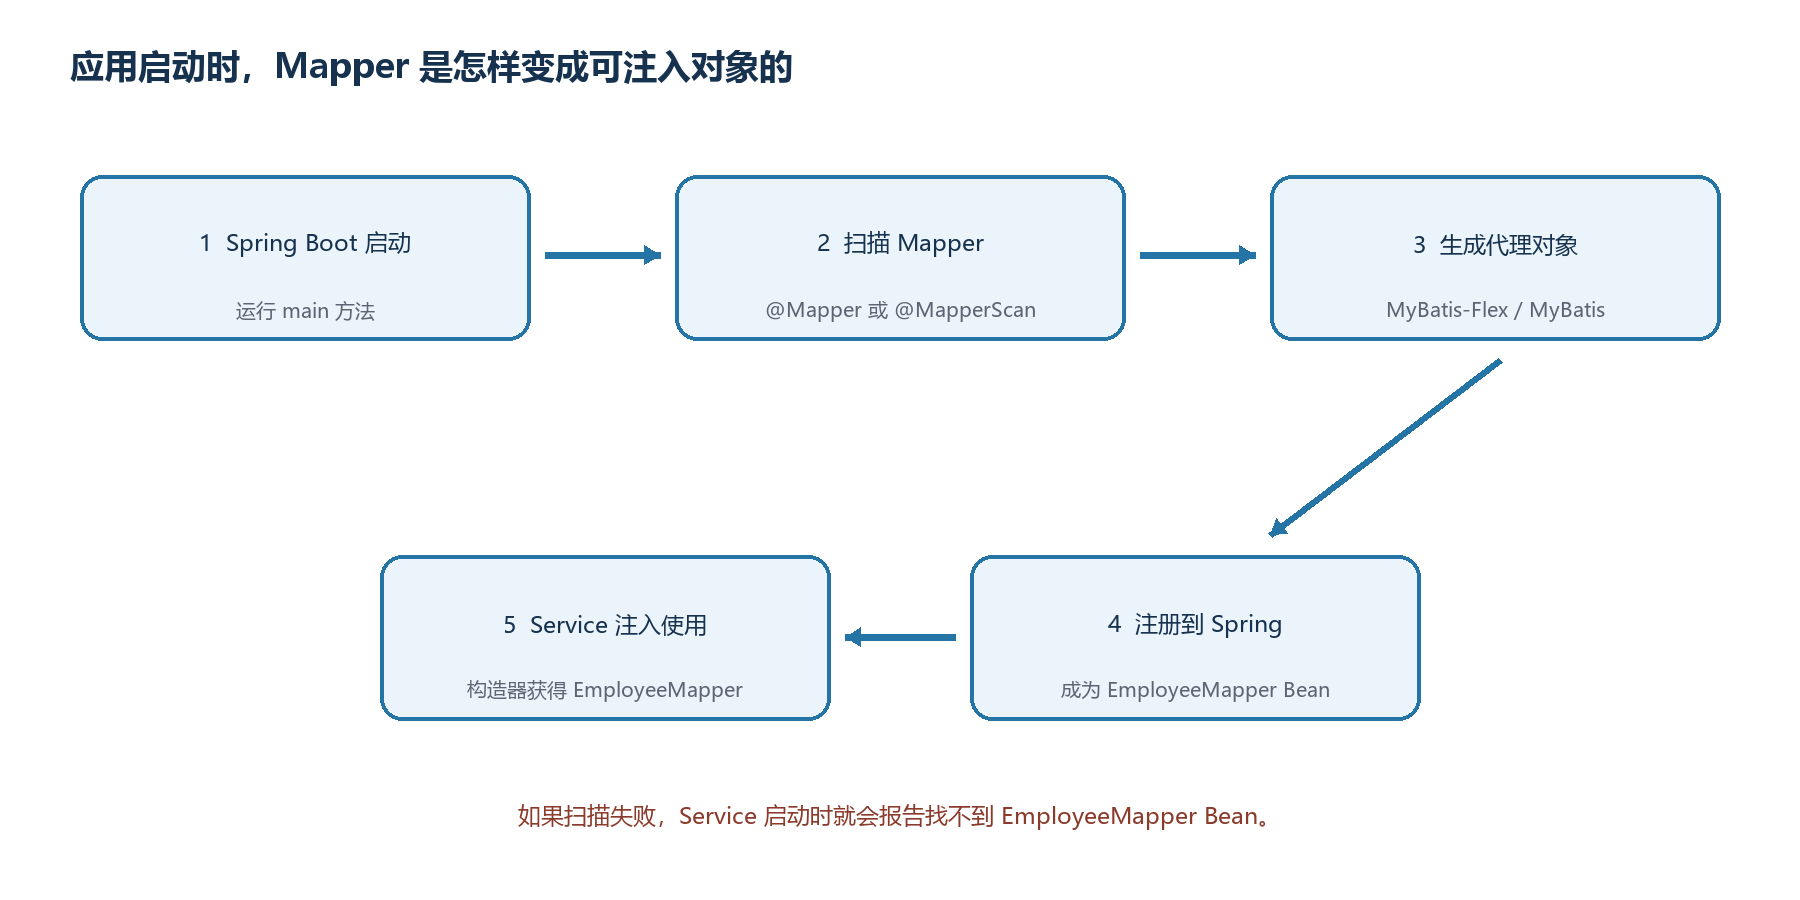 应用启动时，Mapper 是怎样变成可注入对象的
1 Spring Boot 启动
运行 main 方法
2 扫描 Mapper
@Mapper 或 @MapperScan
3 生成代理对象
MyBatis-Flex / MyBatis
4 注册到 Spring
成为 EmployeeMapper Bean
5 Service 注入使用
构造器获得 EmployeeMapper
如果扫描失败，Service 启动时就会报告找不到 EmployeeMapper Bean。